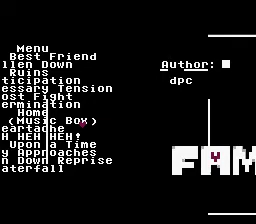 Menu
Best Friend
llen Down
Ruins
ticipation
essary Tension
ost Fight
ermination
Home
(Music Box)
eartache
H HEH HEH!
Upon a Time
y Approaches
n Down Reprise
aterfall
Author:
dpc
FAM